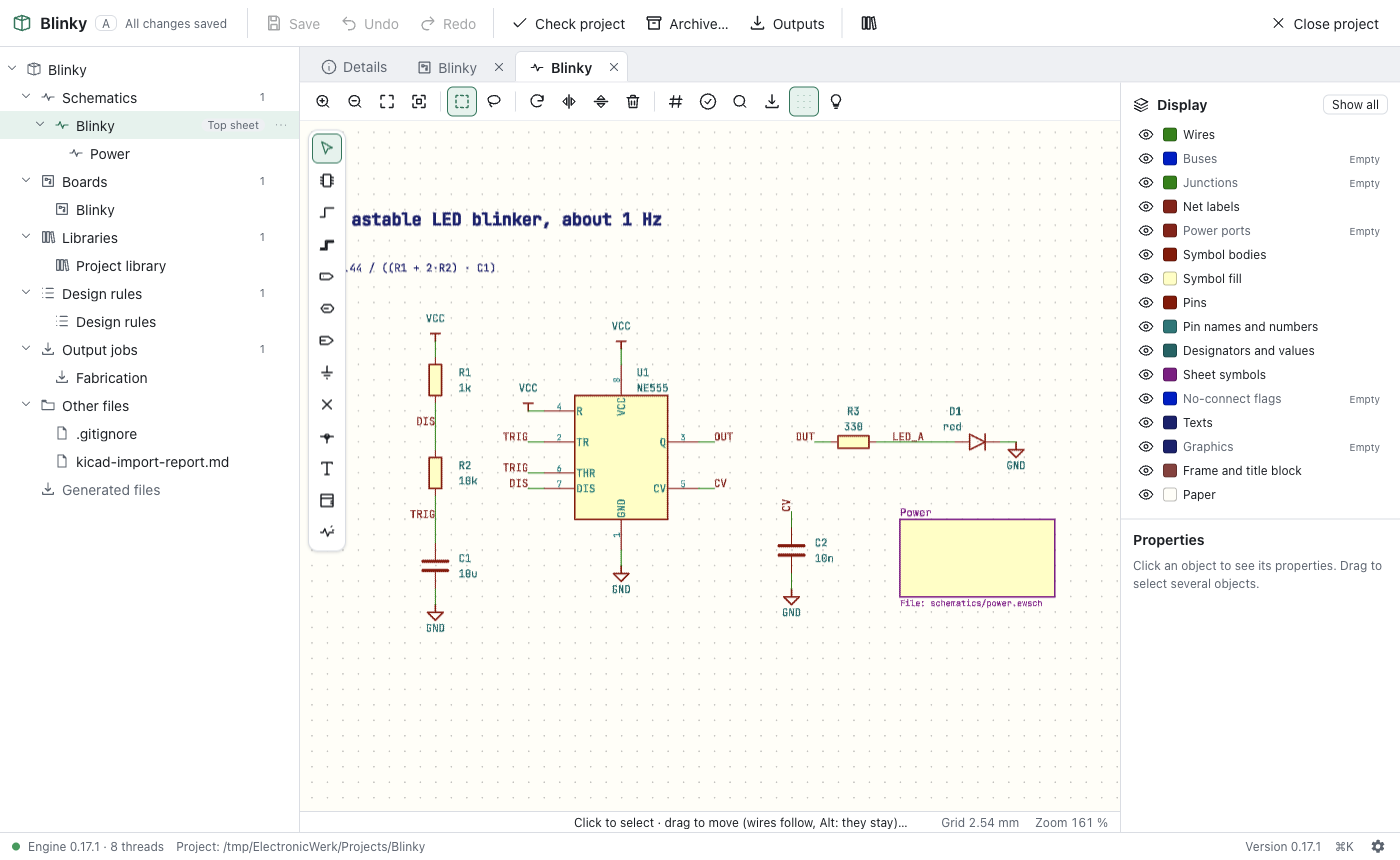 Blinky A All changes saved Save Undo Redo Check project Archive... Outputs Close project
Blinky
Schematics 1
Blinky Top sheet ...
Power
Boards 1
Blinky
Libraries 1
Project library
Design rules 1
Design rules
Output jobs 1
Fabrication
Other files
.gitignore
kicad-import-report.md
Generated files
Details Blinky Blinky
astable LED blinker, about 1 Hz
.44 / ((R1 + 2·R2) · C1)
VCC
R1
1k
DIS
R2
10k
TRIG
C1
10u
GND
VCC
U1
NE555
VCC
4 R
TRIG 2 TR
TRIG 6 THR
DIS 7 DIS
8 VCC
Q 3 OUT
CV 5 CV
GND 1
GND
R3
330
OUT
LED_A
D1
red
GND
CV
C2
10n
GND
Power
File: schematics/power.ewsch
Click to select · drag to move (wires follow, Alt: they stay)... Grid 2.54 mm Zoom 161 %
Display Show all
Wires
Buses Empty
Junctions Empty
Net labels
Power ports Empty
Symbol bodies
Symbol fill
Pins
Pin names and numbers
Designators and values
Sheet symbols
No-connect flags Empty
Texts
Graphics Empty
Frame and title block
Paper
Properties
Click an object to see its properties. Drag to
select several objects.
Engine 0.17.1 · 8 threads Project: /tmp/ElectronicWerk/Projects/Blinky Version 0.17.1 ⌘K